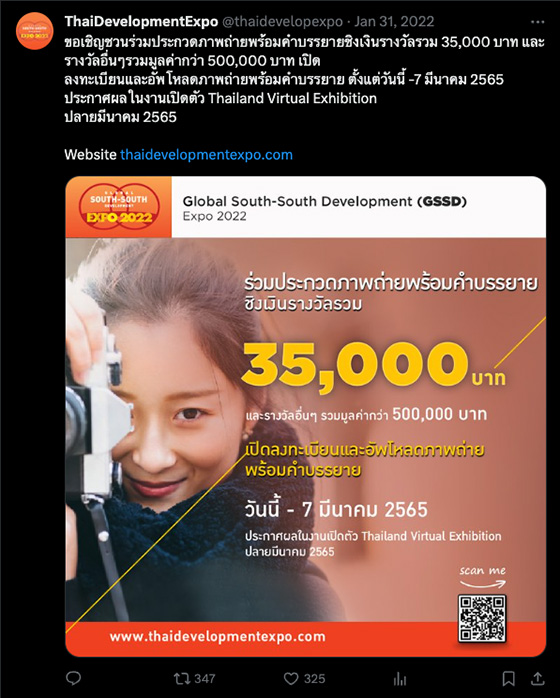 ThaiDevelopmentExpo @thaidevelopexpo · Jan 31, 2022
ขอเชิญชวนร่วมประกวดภาพถ่ายพร้อมคำบรรยายชิงเงินรางวัลรวม 35,000 บาท และ
รางวัลอื่นๆรวมมูลค่ากว่า 500,000 บาท เปิด
ลงทะเบียนและอัพโหลดภาพถ่ายพร้อมคำบรรยาย ตั้งแต่วันนี้ -7 มีนาคม 2565
ประกาศผลในงานเปิดตัว Thailand Virtual Exhibition
ปลายมีนาคม 2565
Website thaidevelopmentexpo.com
GLOBAL
SOUTH-SOUTH
DEVELOPMENT
EXPO 2022
Global South-South Development (GSSD)
Expo 2022
ร่วมประกวดภาพถ่ายพร้อมคำบรรยาย
ชิงเงินรางวัลรวม
35,000 บาท
และรางวัลอื่นๆ รวมมูลค่ากว่า 500,000 บาท
เปิดลงทะเบียนและอัพโหลดภาพถ่าย
พร้อมคำบรรยาย
วันนี้ - 7 มีนาคม 2565
ประกาศผลในงานเปิดตัว Thailand Virtual Exhibition
ปลายมีนาคม 2565
scan me
www.thaidevelopmentexpo.com
347 325